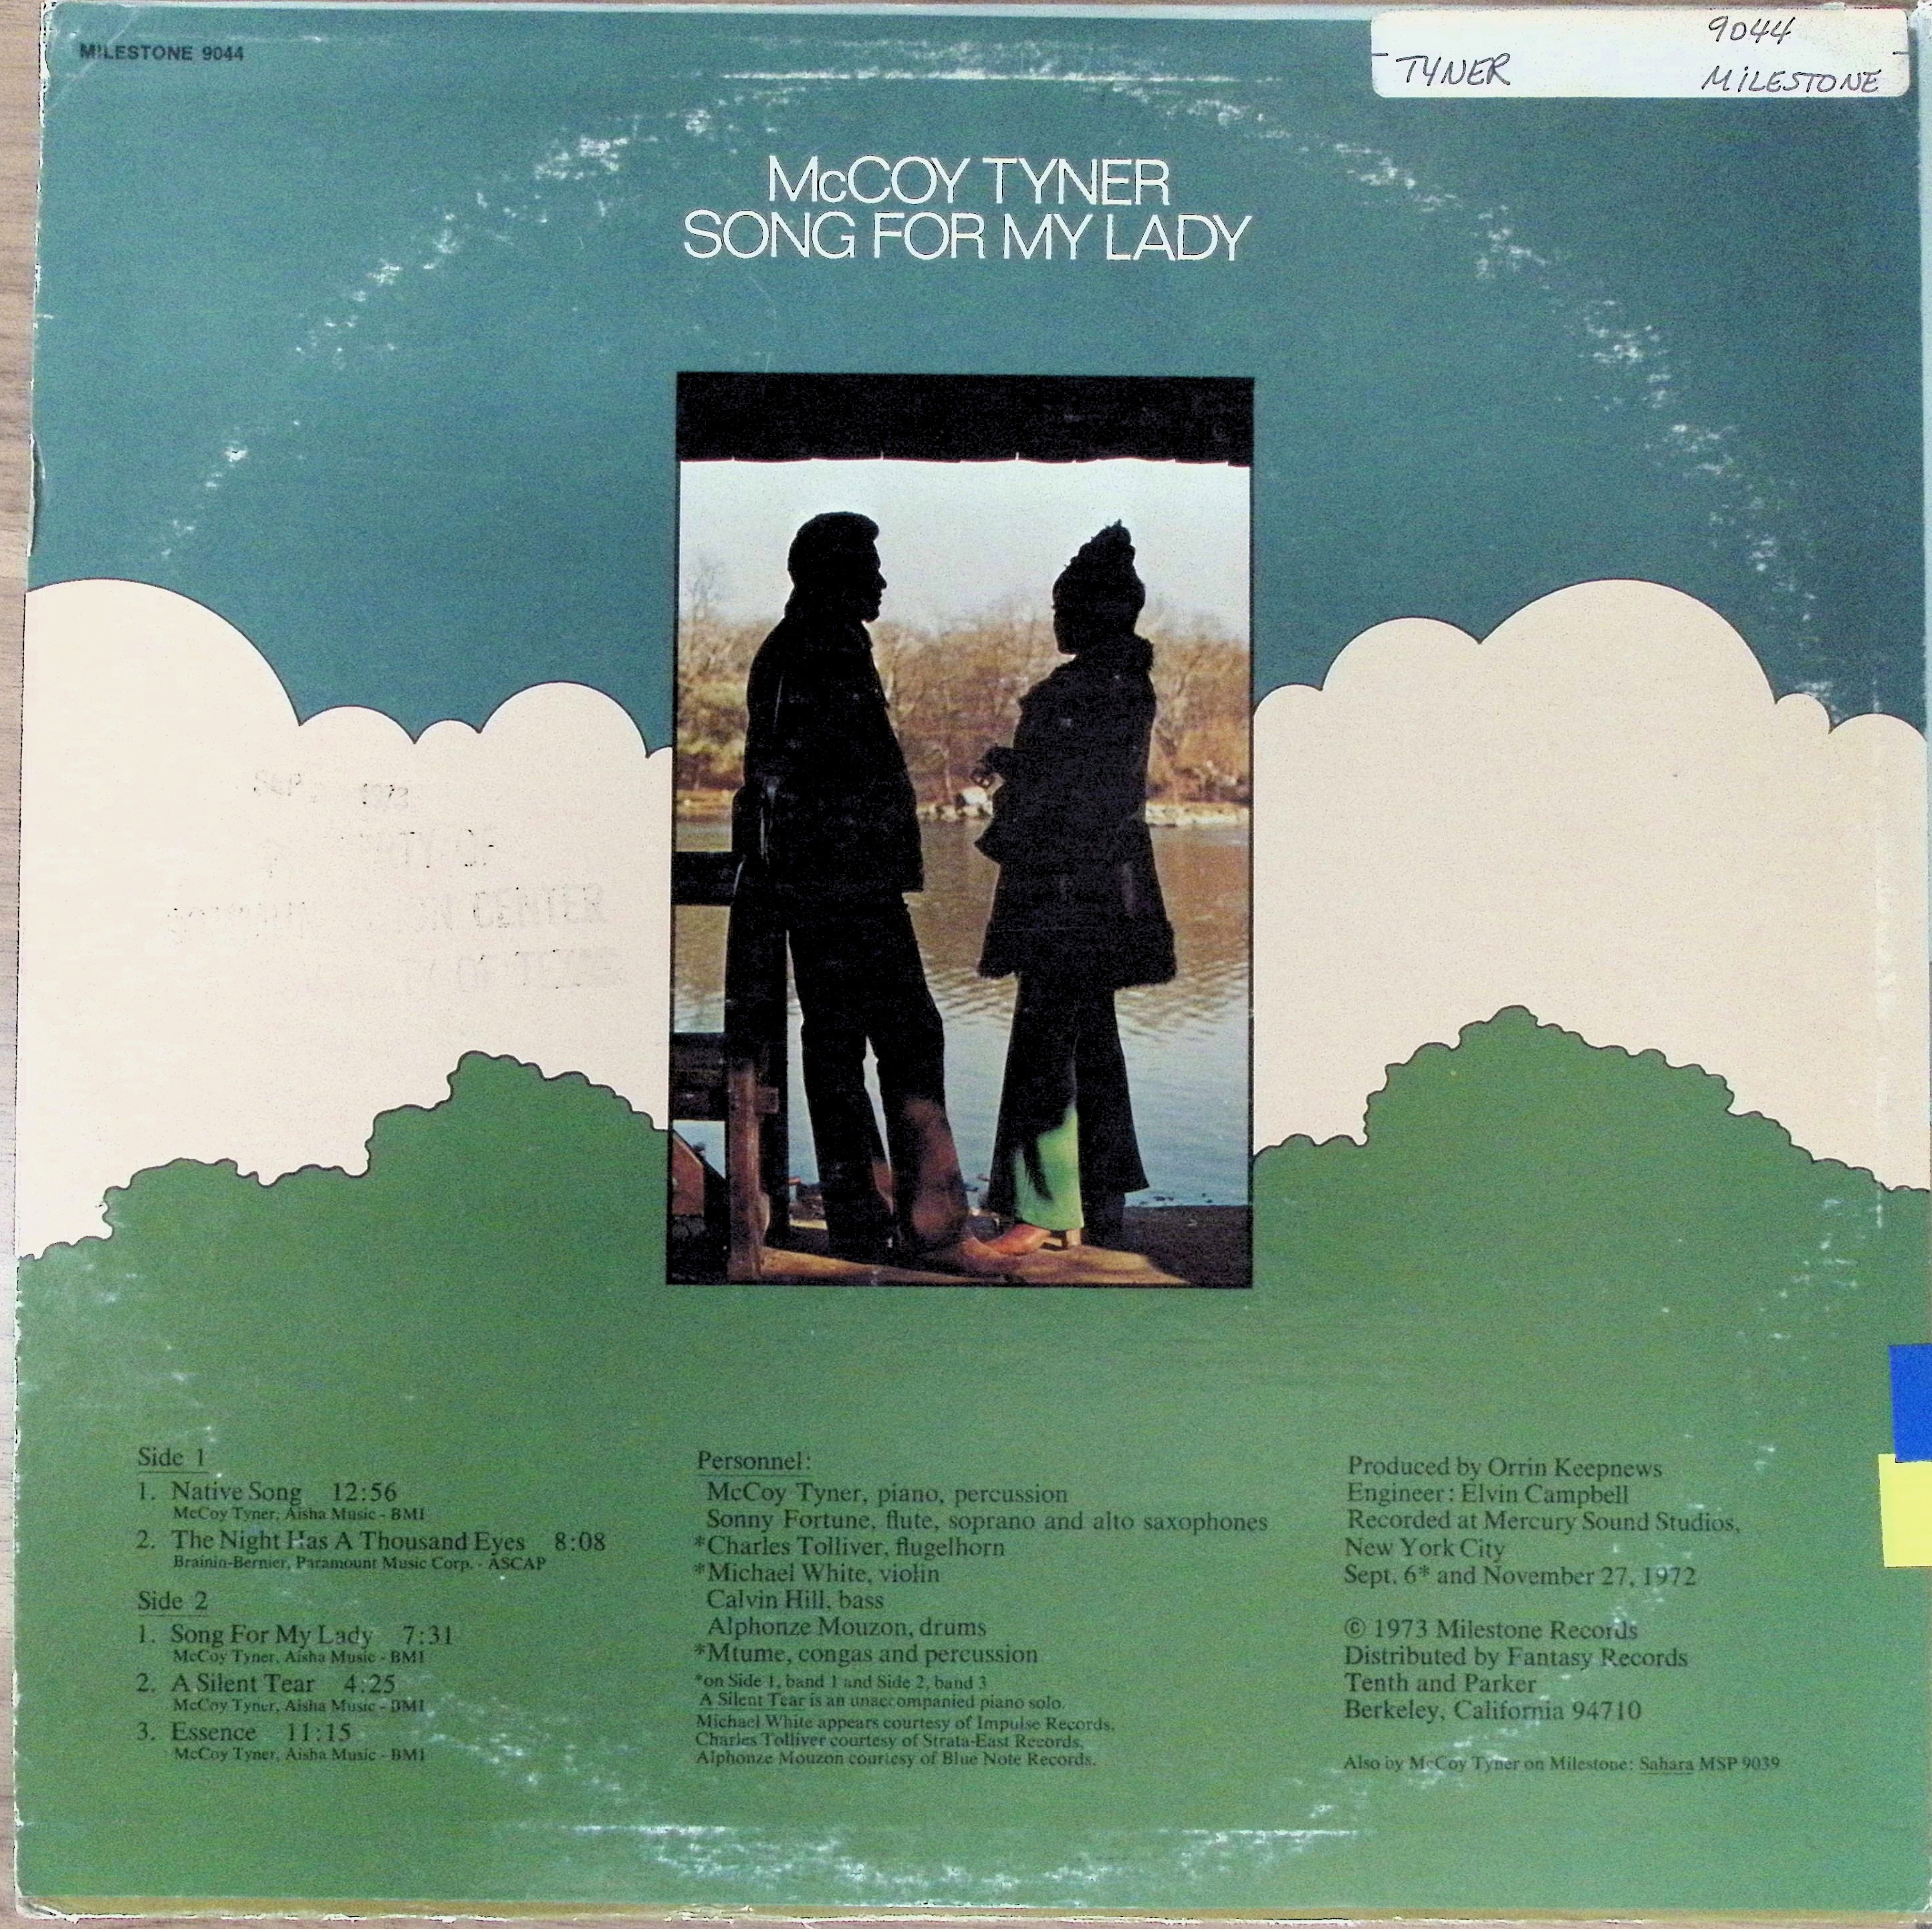 MILESTONE 9044
9044
TYNER MILESTONE
McCOY TYNER
SONG FOR MY LADY
Side 1
1. Native Song 12:56
McCoy Tyner, Aisha Music - BMI
2. The Night Has A Thousand Eyes 8:08
Brainin-Bernier, Paramount Music Corp. - ASCAP
Side 2
1. Song For My Lady 7:31
McCoy Tyner, Aisha Music - BMI
2. A Silent Tear 4:25
McCoy Tyner, Aisha Music - BMI
3. Essence 11:15
McCoy Tyner, Aisha Music - BMI
Personnel:
McCoy Tyner, piano, percussion
Sonny Fortune, flute, soprano and alto saxophones
*Charles Tolliver, flugelhorn
*Michael White, violin
Calvin Hill, bass
Alphonze Mouzon, drums
*Mtume, congas and percussion
*on Side 1, band 1 and Side 2, band 3
A Silent Tear is an unaccompanied piano solo.
Michael White appears courtesy of Impulse Records,
Charles Tolliver courtesy of Strata-East Records,
Alphonze Mouzon courtesy of Blue Note Records.
Produced by Orrin Keepnews
Engineer: Elvin Campbell
Recorded at Mercury Sound Studios,
New York City
Sept. 6* and November 27, 1972
© 1973 Milestone Records
Distributed by Fantasy Records
Tenth and Parker
Berkeley, California 94710
Also by McCoy Tyner on Milestone: Sahara MSP 9039